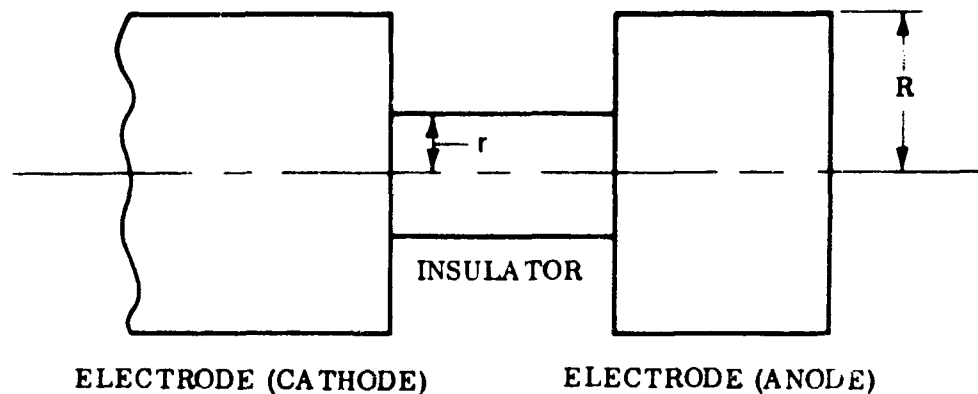 R
r
INSULATOR
ELECTRODE (CATHODE)
ELECTRODE (ANODE)